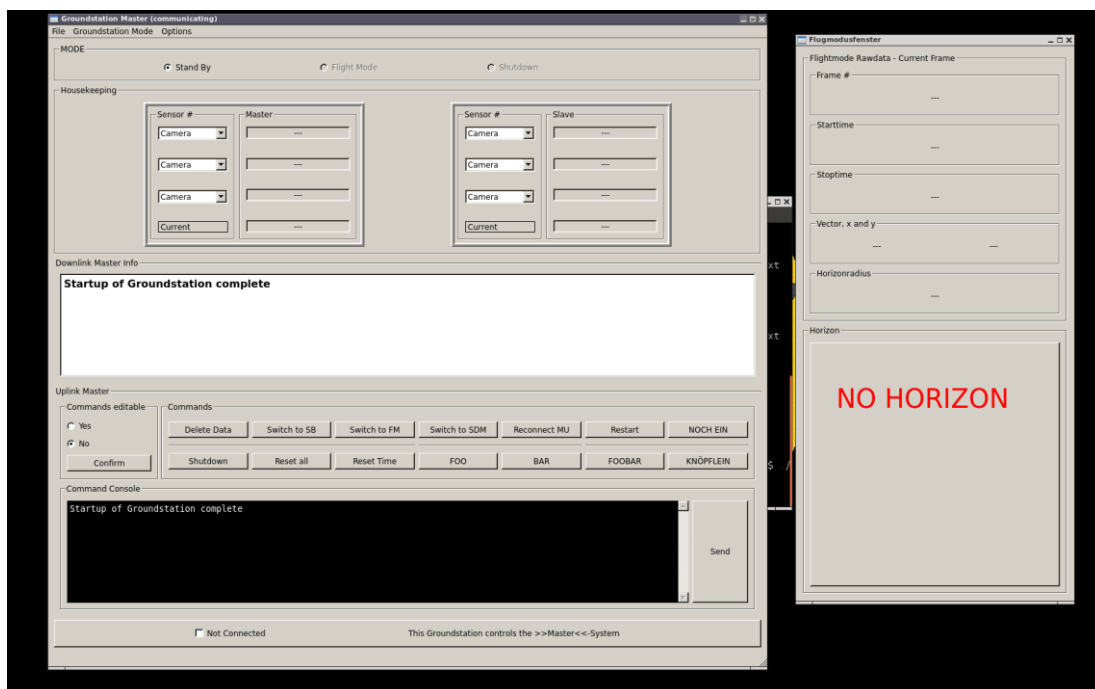 Groundstation Master (communicating)
File Groundstation Mode Options
MODE
Stand By Flight Mode Shutdown
Housekeeping
Sensor # Master Sensor # Slave
Camera --- Camera ---
Camera --- Camera ---
Camera --- Camera ---
Current --- Current ---
Downlink Master Info
Startup of Groundstation complete
Uplink Master
Commands editable Commands
Yes
No
Confirm
Delete Data Switch to SB Switch to FM Switch to SDM Reconnect MU Restart NOCH EIN
Shutdown Reset all Reset Time FOO BAR FOOBAR KNÖPFLEIN
Command Console
Startup of Groundstation complete
Send
Not Connected This Groundstation controls the >>Master<<-System
xt
xt
$ ./
Flugmodusfenster
Flightmode Rawdata - Current Frame
Frame #
---
Starttime
---
Stoptime
---
Vector, x and y
--- ---
Horizonradius
---
Horizon
NO HORIZON